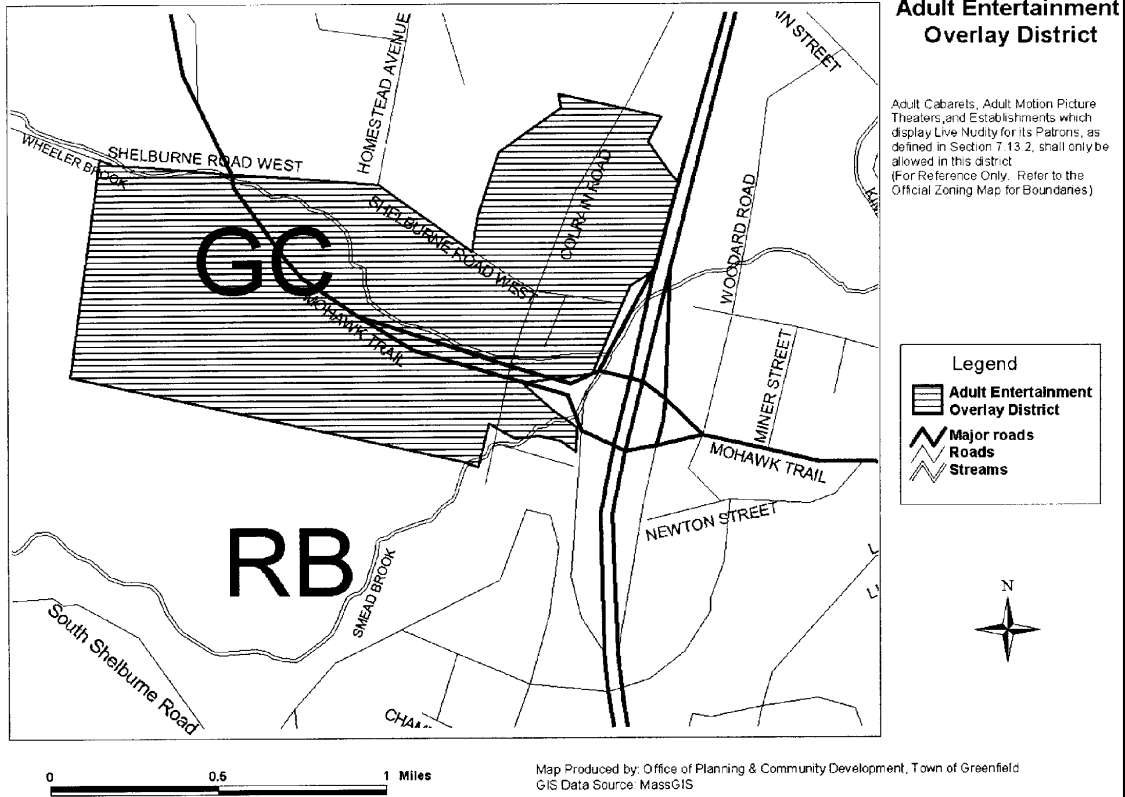 Adult Entertainment
Overlay District
Adult Cabarets, Adult Motion Picture
Theaters,and Establishments which
display Live Nudity for its Patrons, as
defined in Section 7.13.2, shall only be
allowed in this district
(For Reference Only. Refer to the
Official Zoning Map for Boundaries)
HOMESTEAD AVENUE
IN STREET
WHEELER BROOK
SHELBURNE ROAD WEST
SHELBURNE ROAD WEST
COLRAIN ROAD
WOODARD ROAD
GC
MOHAWK TRAIL
MINER STREET
MOHAWK TRAIL
NEWTON STREET
RB
SMEAD BROOK
South Shelburne Road
CHAM
Legend
Adult Entertainment
Overlay District
Major roads
Roads
Streams
N
0 0.5 1 Miles
Map Produced by: Office of Planning & Community Development, Town of Greenfield
GIS Data Source: MassGIS